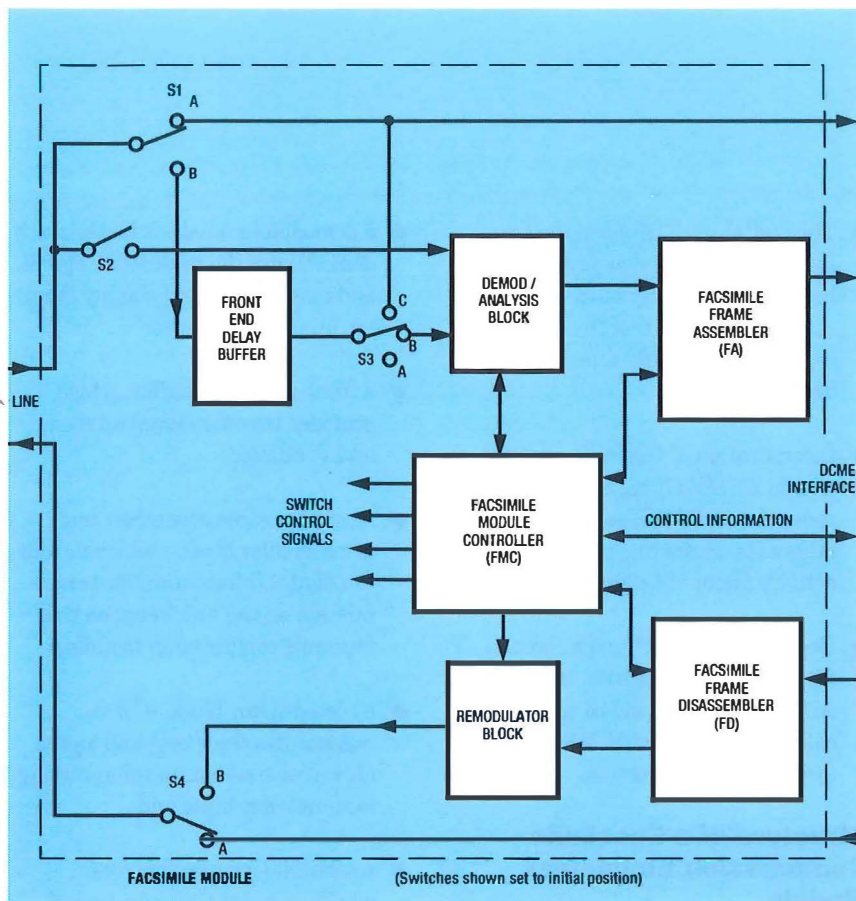 S1
A
B
S2
FRONT
END
DELAY
BUFFER
C
S3
B
A
DEMOD /
ANALYSIS
BLOCK
FACSIMILE
FRAME
ASSEMBLER
(FA)
LINE
SWITCH
CONTROL
SIGNALS
FACSIMILE
MODULE
CONTROLLER
(FMC)
DCME
INTERFACE
CONTROL INFORMATION
REMODULATOR
BLOCK
FACSIMILE
FRAME
DISASSEMBLER
(FD)
S4
B
A
FACSIMILE MODULE
(Switches shown set to initial position)